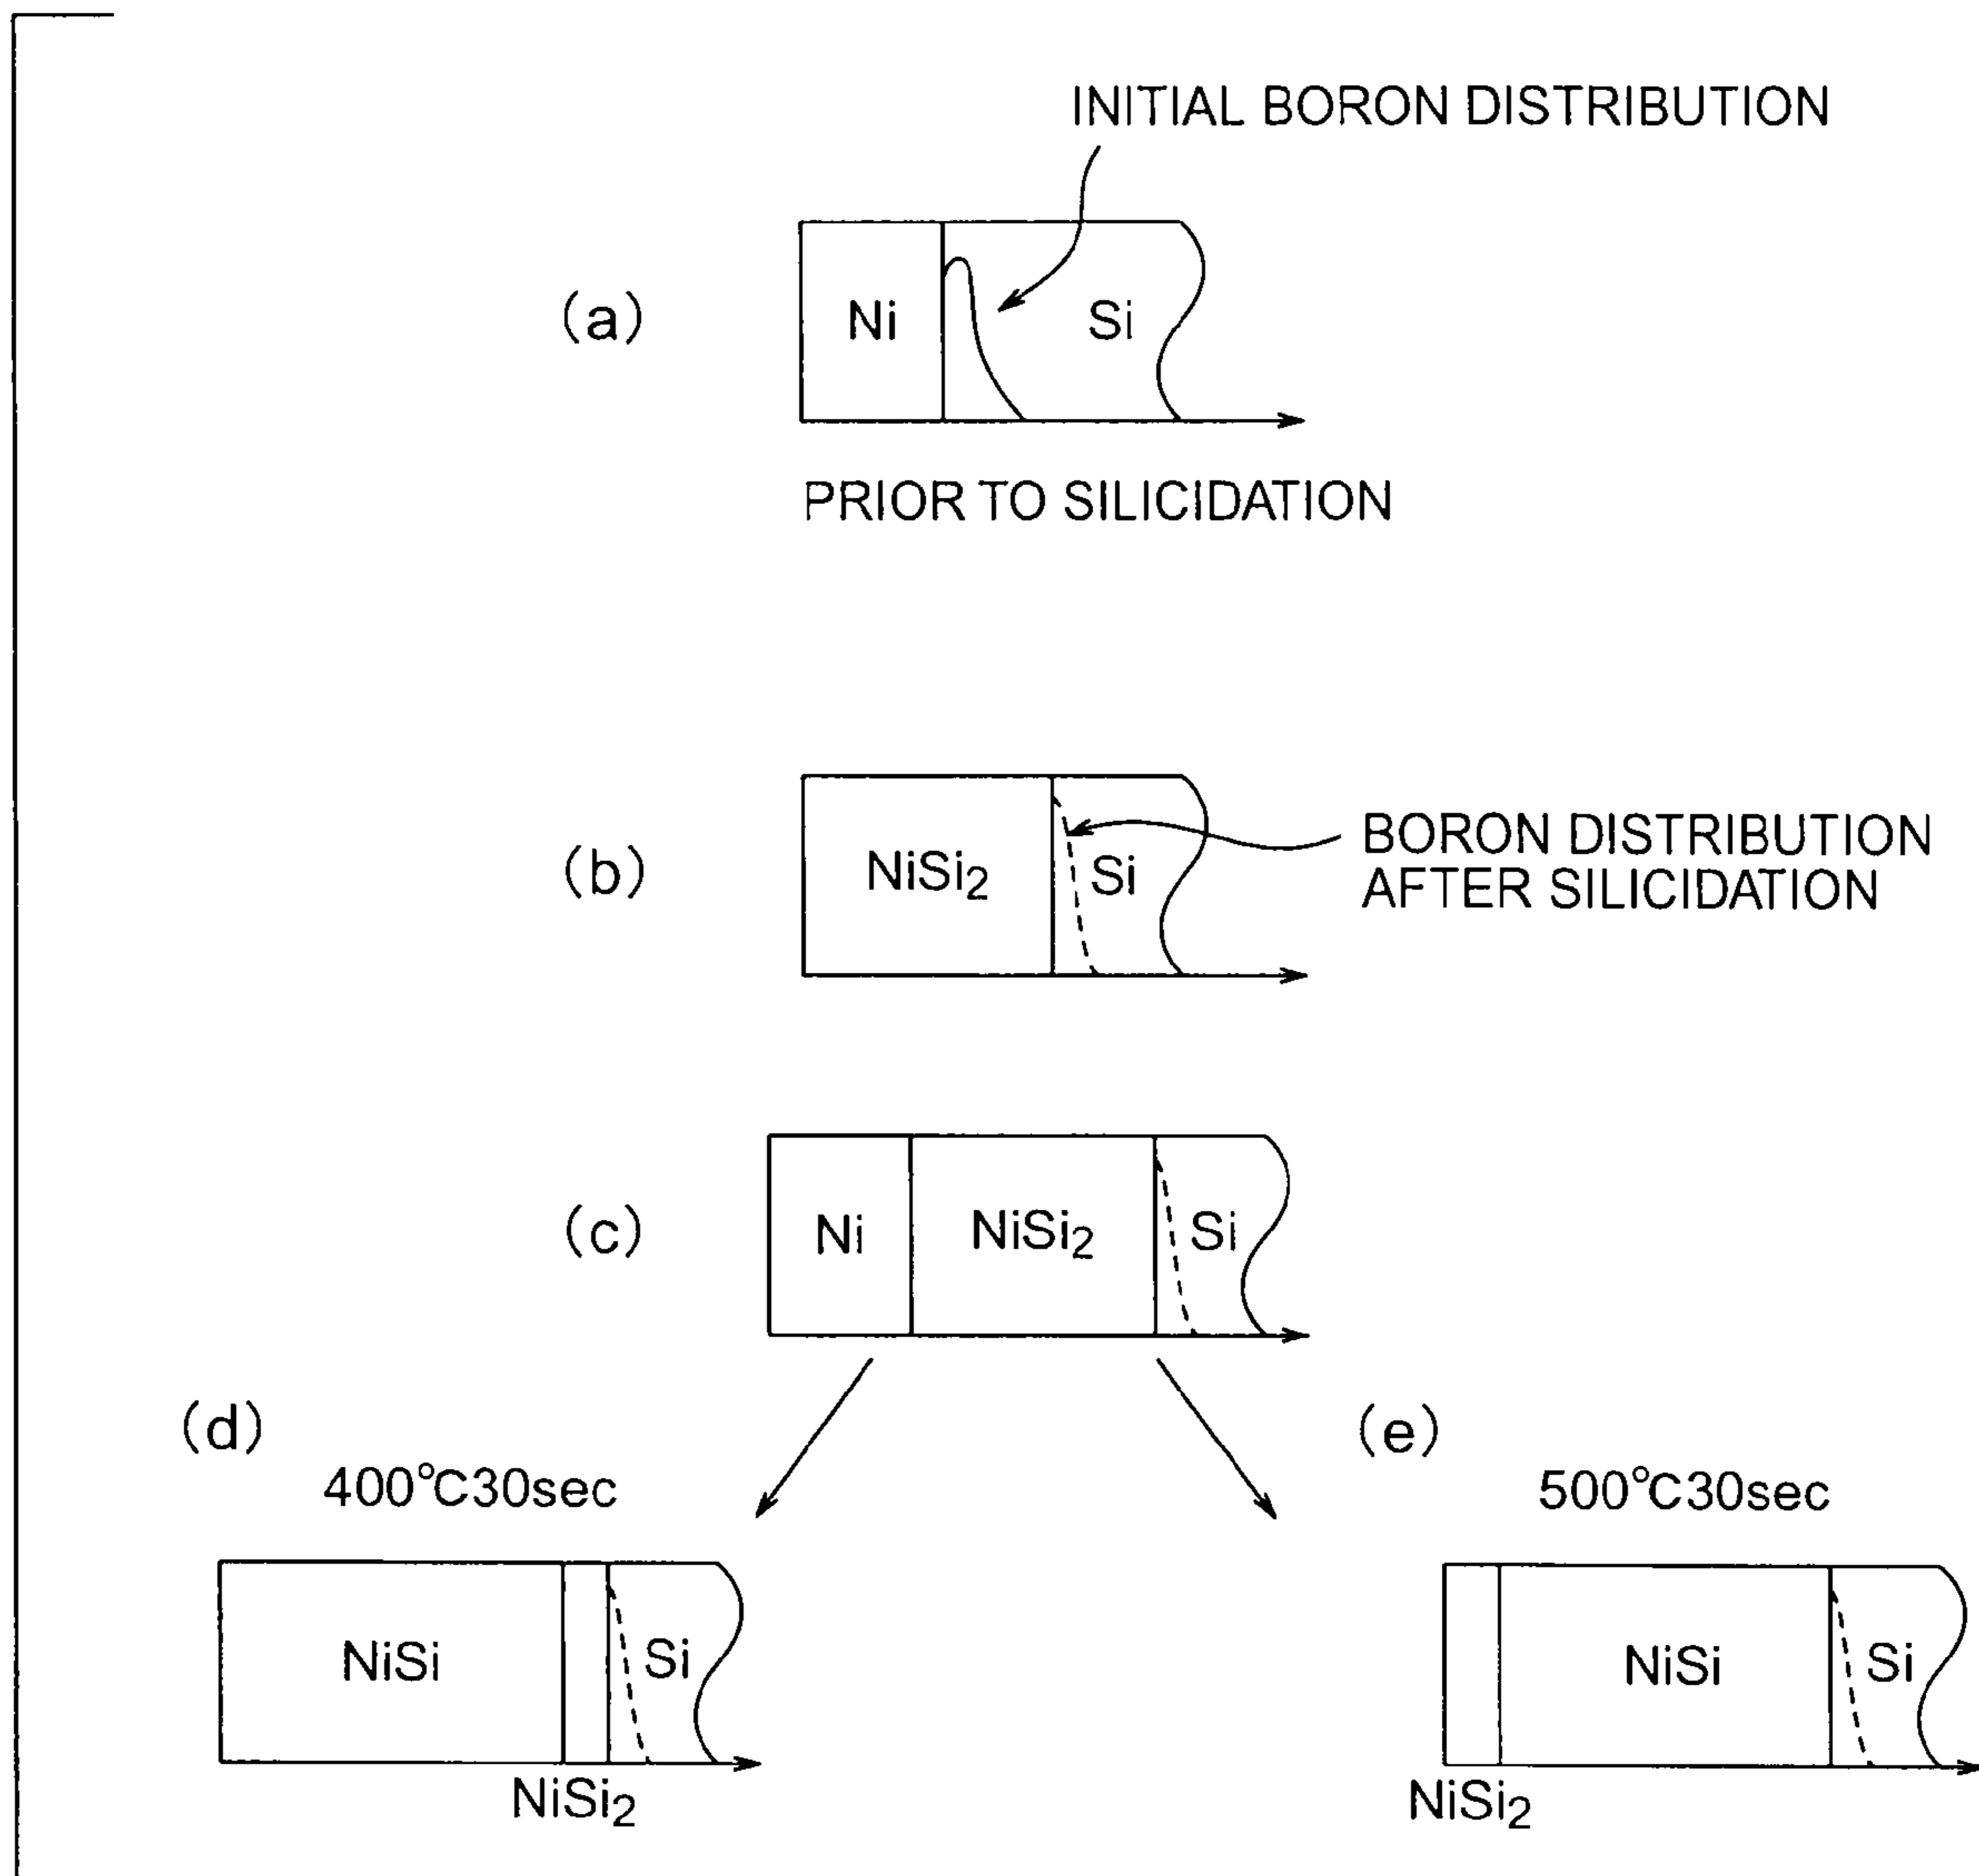 INITIAL BORON DISTRIBUTION
(a)
Ni
Si
PRIOR TO SILICIDATION
(b)
NiSi2
Si
BORON DISTRIBUTION
AFTER SILICIDATION
(c)
Ni
NiSi2
Si
(d)
400°C30sec
NiSi
Si
NiSi2
(e)
500°C30sec
NiSi
Si
NiSi2